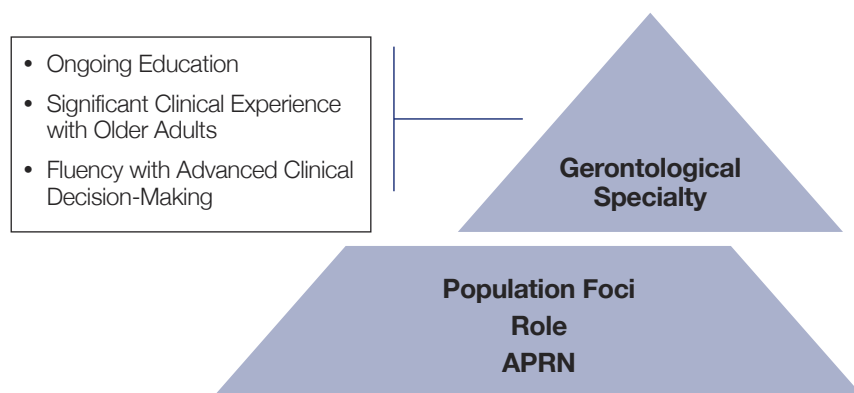 • Ongoing Education
• Significant Clinical Experience
with Older Adults
• Fluency with Advanced Clinical
Decision-Making
Gerontological
Specialty
Population Foci
Role
APRN